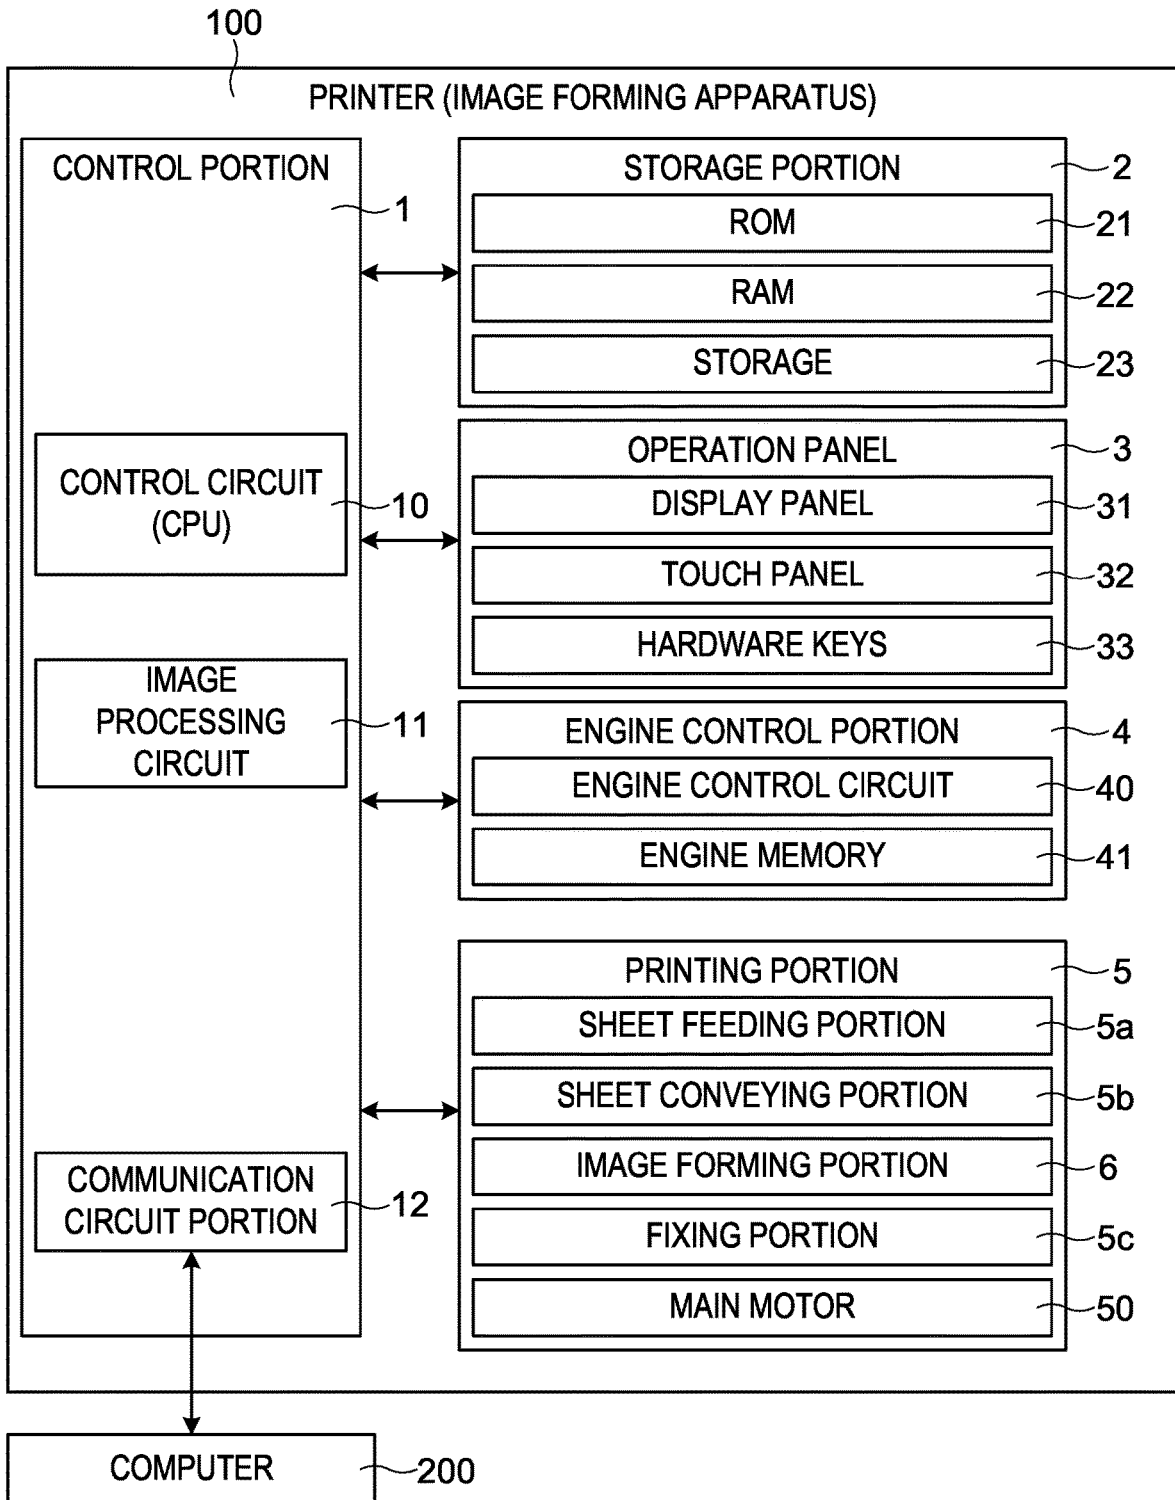 100
PRINTER (IMAGE FORMING APPARATUS)
CONTROL PORTION
1
CONTROL CIRCUIT
(CPU)
10
IMAGE
PROCESSING
CIRCUIT
11
COMMUNICATION
CIRCUIT PORTION
12
STORAGE PORTION
2
ROM
21
RAM
22
STORAGE
23
OPERATION PANEL
3
DISPLAY PANEL
31
TOUCH PANEL
32
HARDWARE KEYS
33
ENGINE CONTROL PORTION
4
ENGINE CONTROL CIRCUIT
40
ENGINE MEMORY
41
PRINTING PORTION
5
SHEET FEEDING PORTION
5a
SHEET CONVEYING PORTION
5b
IMAGE FORMING PORTION
6
FIXING PORTION
5c
MAIN MOTOR
50
COMPUTER
200